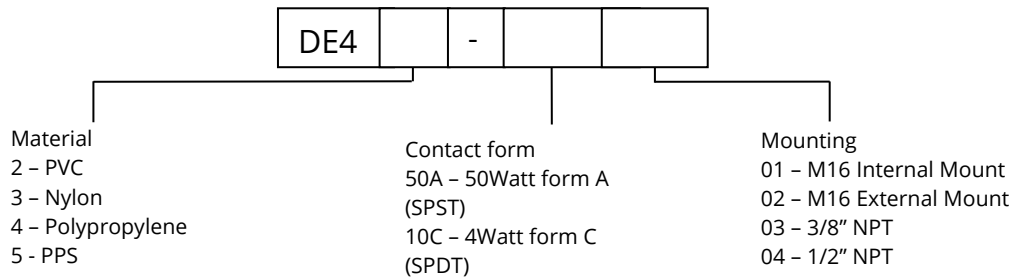 DE4 -
Material
2 – PVC
3 – Nylon
4 – Polypropylene
5 - PPS
Contact form
50A – 50Watt form A
(SPST)
10C – 4Watt form C
(SPDT)
Mounting
01 – M16 Internal Mount
02 – M16 External Mount
03 – 3/8” NPT
04 – 1/2” NPT